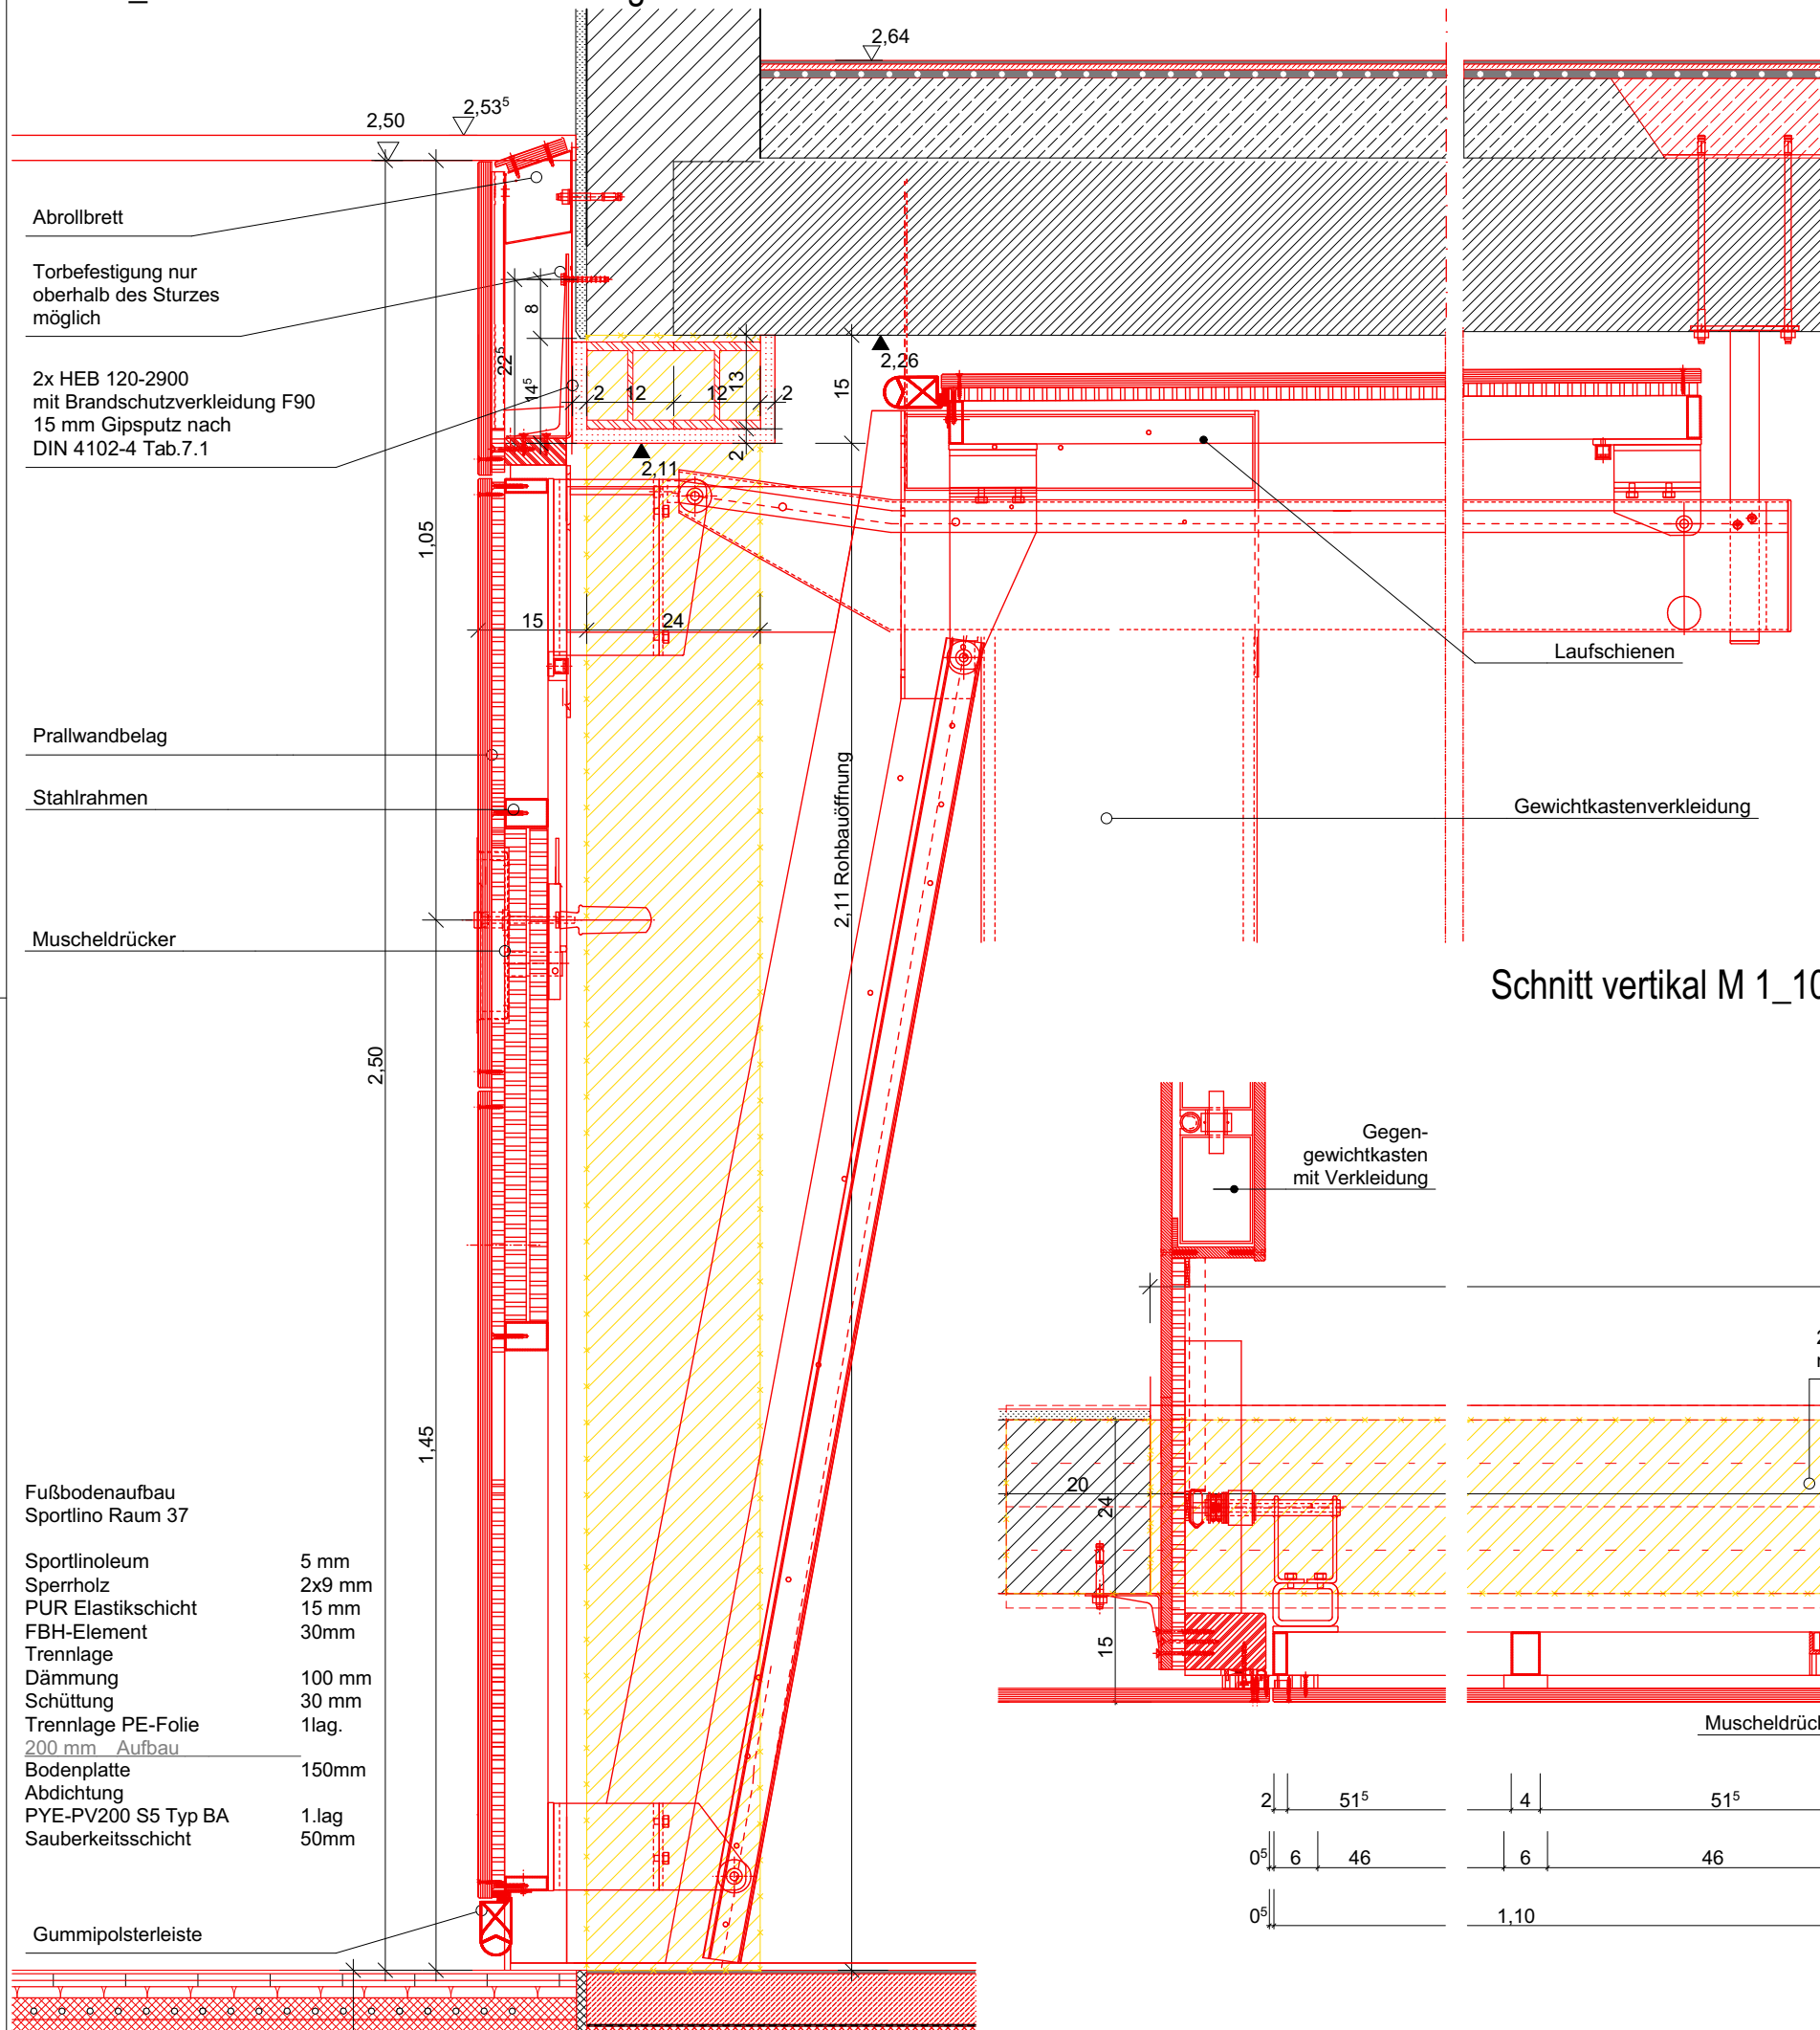 2,64
2,53⁵
2,50
Abrollbrett
Torbefestigung nur
oberhalb des Sturzes
möglich
2x HEB 120-2900
mit Brandschutzverkleidung F90
15 mm Gipsputz nach
DIN 4102-4 Tab.7.1
8
22⁵
14⁵
2
12
12
13
2
2
15
2,26
2,11
1,05
15
24
Laufschienen
Prallwandbelag
Stahlrahmen
Gewichtkastenverkleidung
2,11 Rohbauöffnung
Muscheldrücker
Schnitt vertikal M 1_10
2,50
Gegen-
gewichtkasten
mit Verkleidung
1,45
20
24
15
Fußbodenaufbau
Sportlino Raum 37
Sportlinoleum 5 mm
Sperrholz 2x9 mm
PUR Elastikschicht 15 mm
FBH-Element 30mm
Trennlage
Dämmung 100 mm
Schüttung 30 mm
Trennlage PE-Folie 1lag.
200 mm Aufbau
Bodenplatte 150mm
Abdichtung
PYE-PV200 S5 Typ BA 1.lag
Sauberkeitsschicht 50mm
Gummipolsterleiste
2 51⁵ 4 51⁵
0⁵ 6 46 6 46
0⁵ 1,10